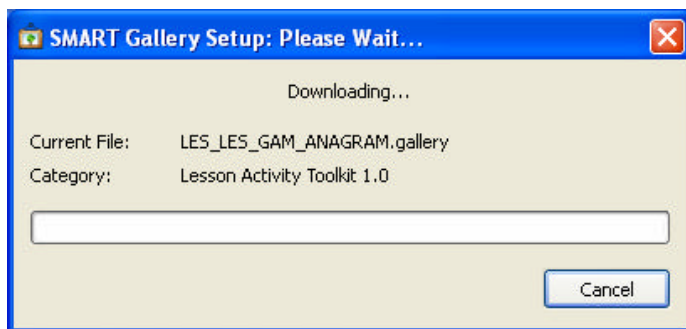 SMART Gallery Setup: Please Wait...
Downloading...
Current File: LES_LES_GAM_ANAGRAM.gallery
Category: Lesson Activity Toolkit 1.0
Cancel